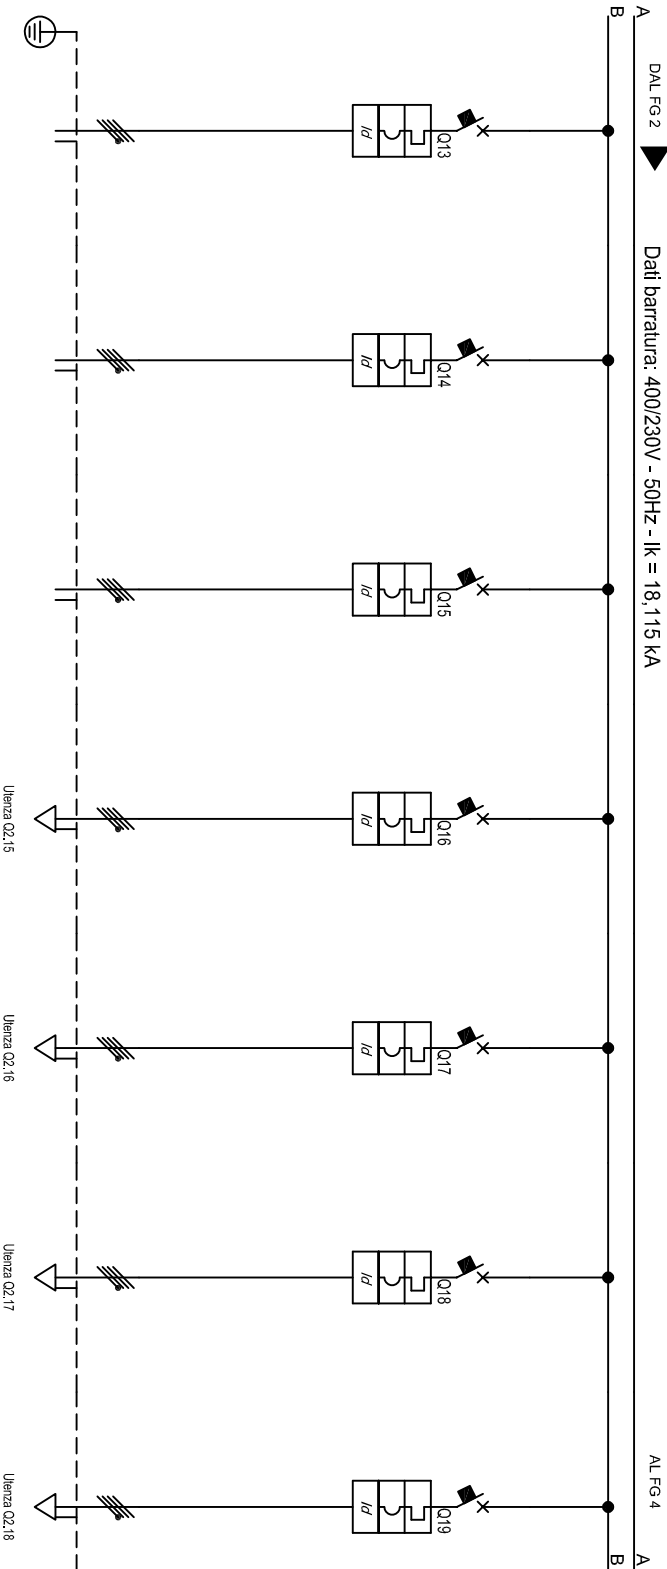 A
B
DAL FG 2
Dati barratura: 400/230V - 50Hz - Ik = 18,115 kA
AL FG 4
A
B
Q13
Id
Q14
Id
Q15
Id
Q16
Id
Q17
Id
Q18
Id
Q19
Id
Utenza Q2.15
Utenza Q2.16
Utenza Q2.17
Utenza Q2.18